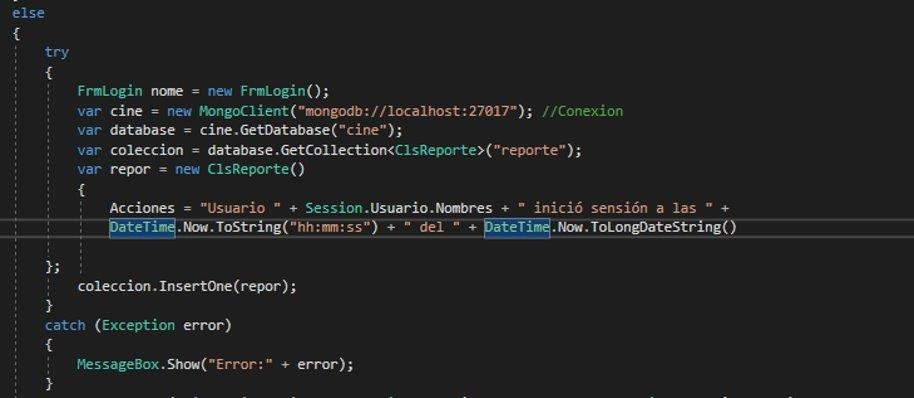 else
{
try
{
FrmLogin nome = new FrmLogin();
var cine = new MongoClient("mongodb://localhost:27017"); //Conexion
var database = cine.GetDatabase("cine");
var coleccion = database.GetCollection<ClsReporte>("reporte");
var repor = new ClsReporte()
{
Acciones = "Usuario " + Session.Usuario.Nombres + " inició sensión a las " +
DateTime.Now.ToString("hh:mm:ss") + " del " + DateTime.Now.ToLongDateString()
};
coleccion.InsertOne(repor);
}
catch (Exception error)
{
MessageBox.Show("Error:" + error);
}